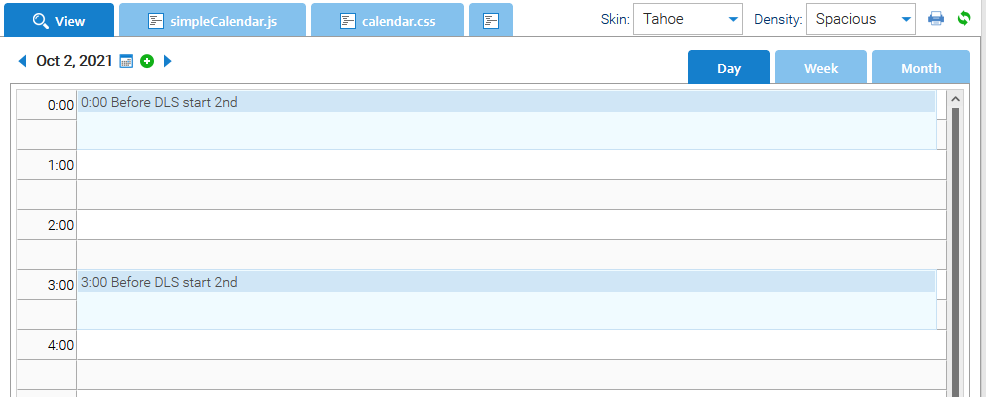 View simpleCalendar.js calendar.css Skin: Tahoe Density: Spacious
Oct 2, 2021 Day Week Month
0:00 0:00 Before DLS start 2nd
1:00
2:00
3:00 3:00 Before DLS start 2nd
4:00